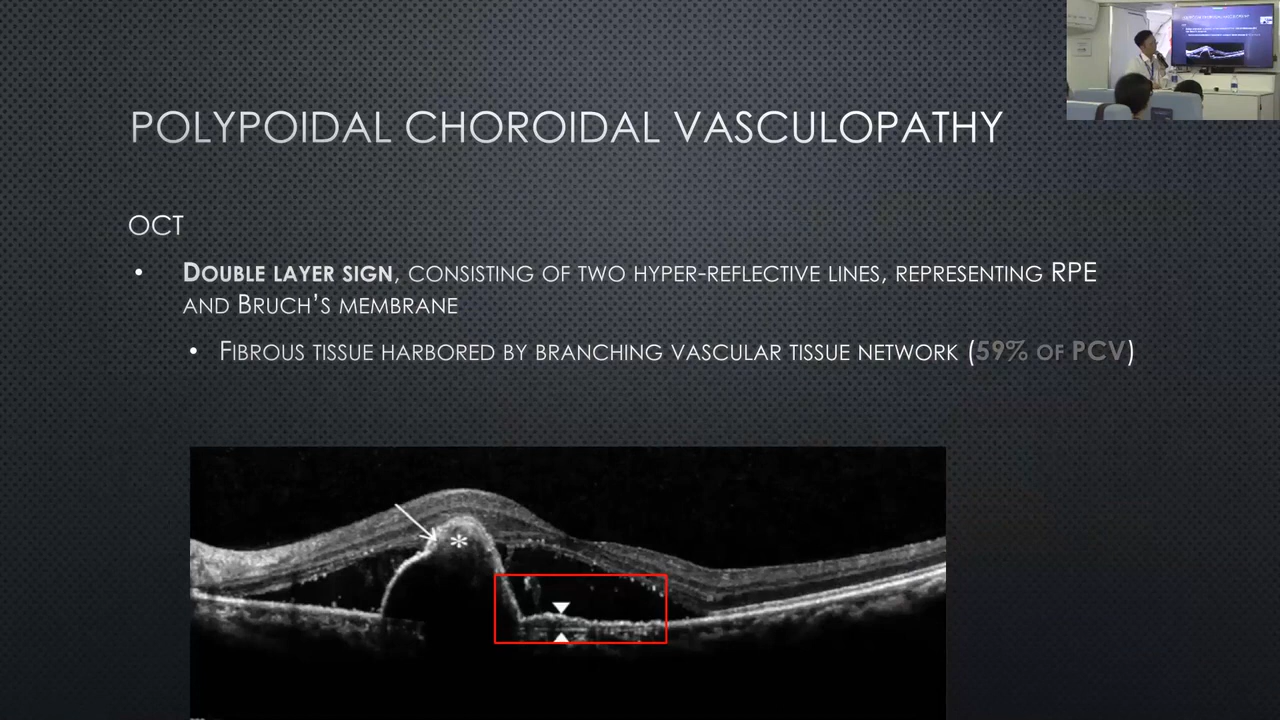 POLYPOIDAL CHOROIDAL VASCULOPATHY
OCT
• DOUBLE LAYER SIGN, CONSISTING OF TWO HYPER-REFLECTIVE LINES, REPRESENTING RPE
AND BRUCH'S MEMBRANE
• FIBROUS TISSUE HARBORED BY BRANCHING VASCULAR TISSUE NETWORK (59% OF PCV)
*